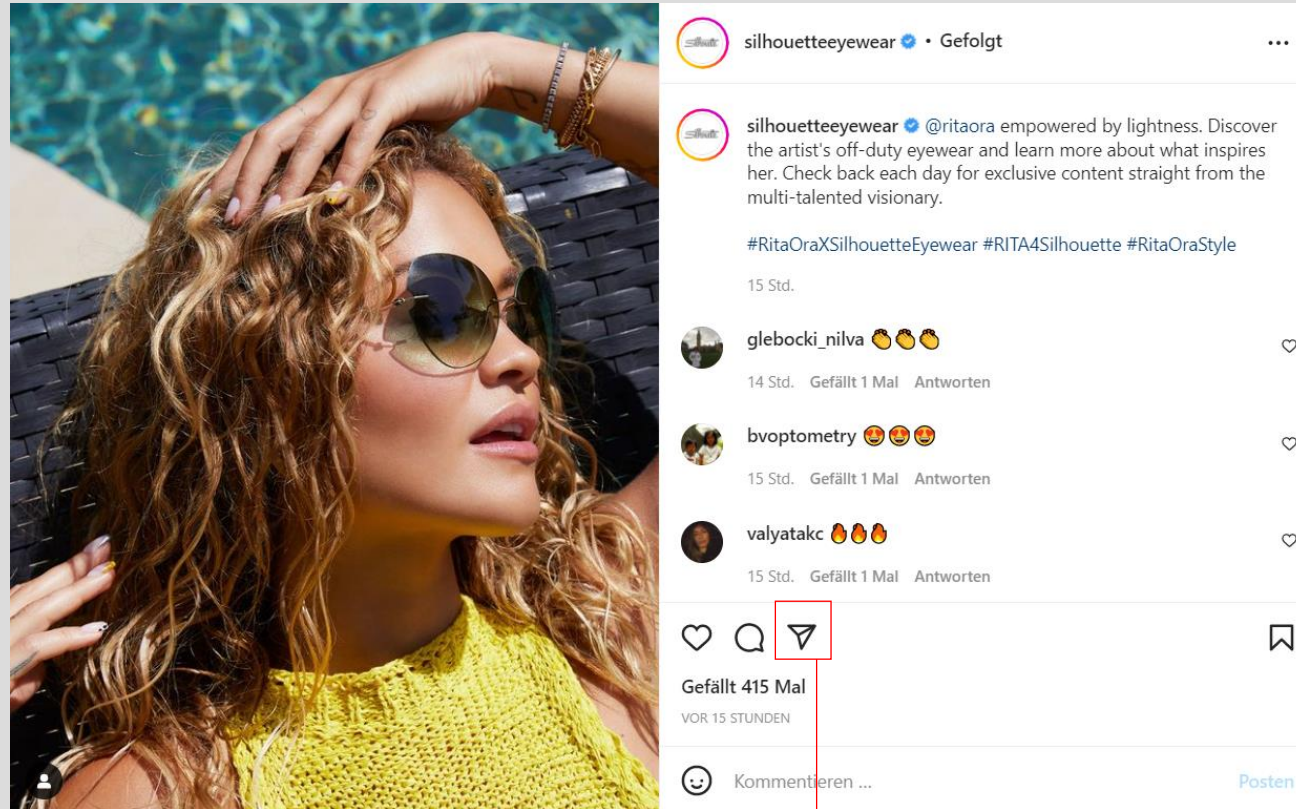 silhouetteeyewear • Gefolgt
silhouetteeyewear @ritaora empowered by lightness. Discover
the artist's off-duty eyewear and learn more about what inspires
her. Check back each day for exclusive content straight from the
multi-talented visionary.
#RitaOraXSilhouetteEyewear #RITA4Silhouette #RitaOraStyle
15 Std.
glebocki_nilva 👏👏👏
14 Std. Gefällt 1 Mal Antworten
bvoptometry 😍😍😍
15 Std. Gefällt 1 Mal Antworten
valyatakc 🔥🔥🔥
15 Std. Gefällt 1 Mal Antworten
Gefällt 415 Mal
VOR 15 STUNDEN
Kommentieren ... Posten